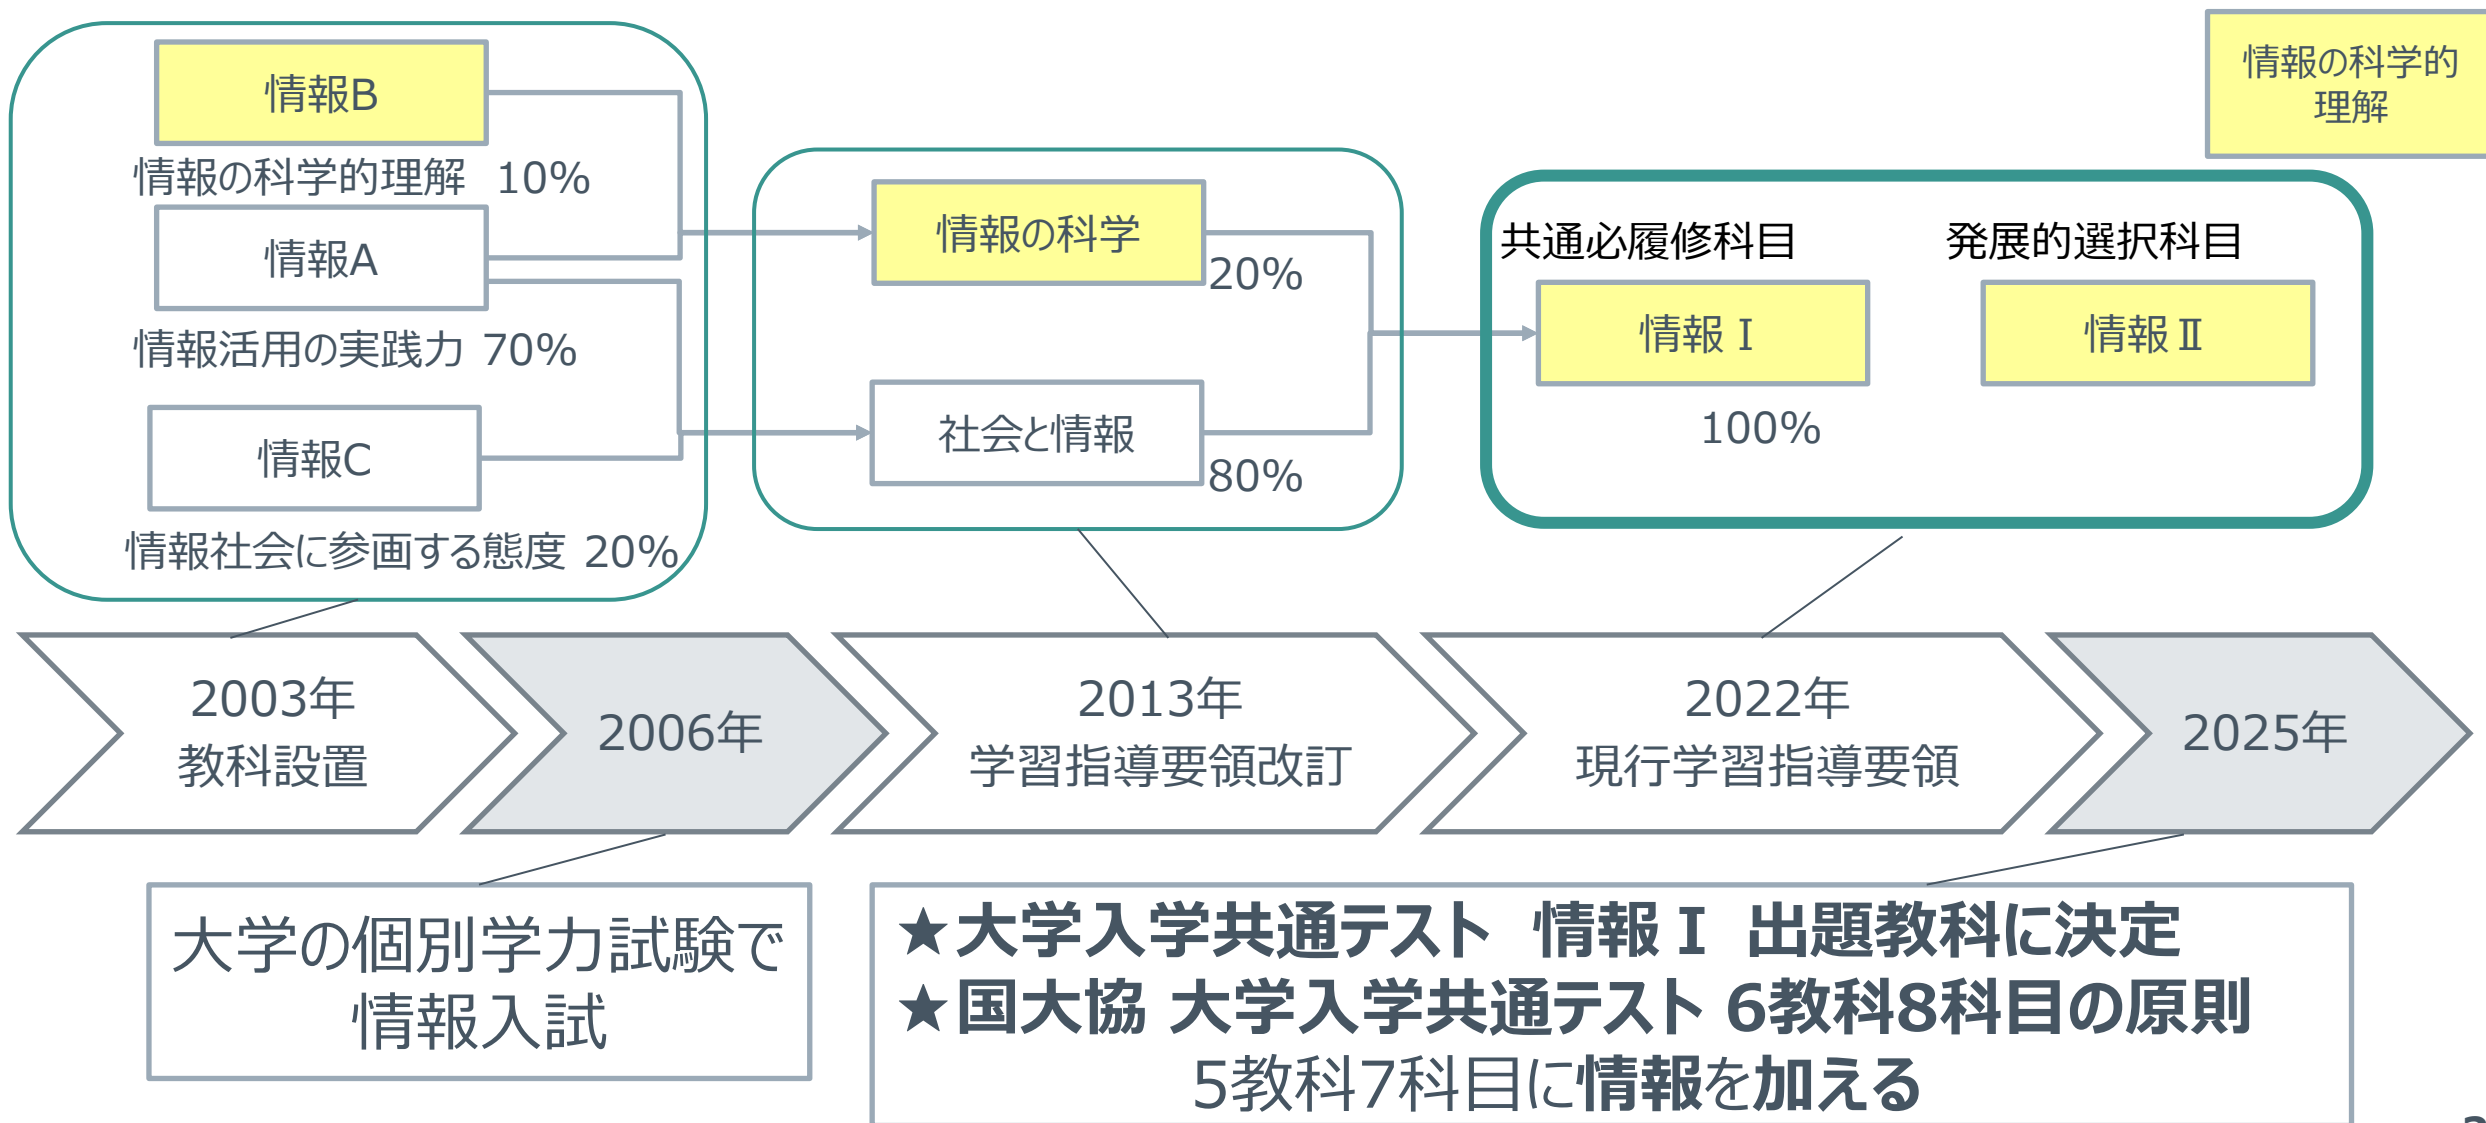 情報の科学的
理解
情報B
情報の科学的理解 10%
情報A
情報活用の実践力 70%
情報C
情報社会に参画する態度 20%
情報の科学
20%
社会と情報
80%
共通必履修科目
発展的選択科目
情報Ⅰ
情報Ⅱ
100%
2003年
教科設置
2006年
2013年
学習指導要領改訂
2022年
現行学習指導要領
2025年
大学の個別学力試験で
情報入試
★大学入学共通テスト 情報Ⅰ 出題教科に決定
★国大協 大学入学共通テスト 6教科8科目の原則
5教科7科目に情報を加える